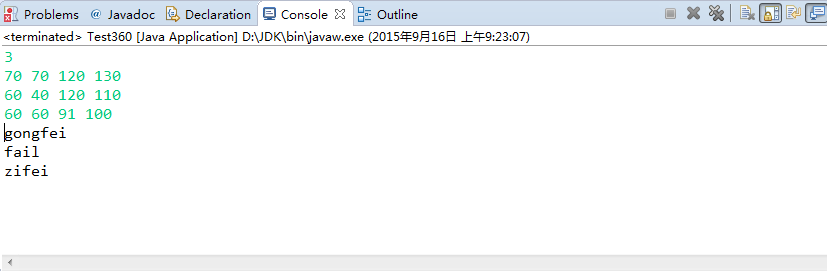 Problems @ Javadoc Declaration Console Outline
<terminated> Test360 [Java Application] D:\JDK\bin\javaw.exe (2015年9月16日 上午9:23:07)
3
70 70 120 130
60 40 120 110
60 60 91 100
gongfei
fail
zifei